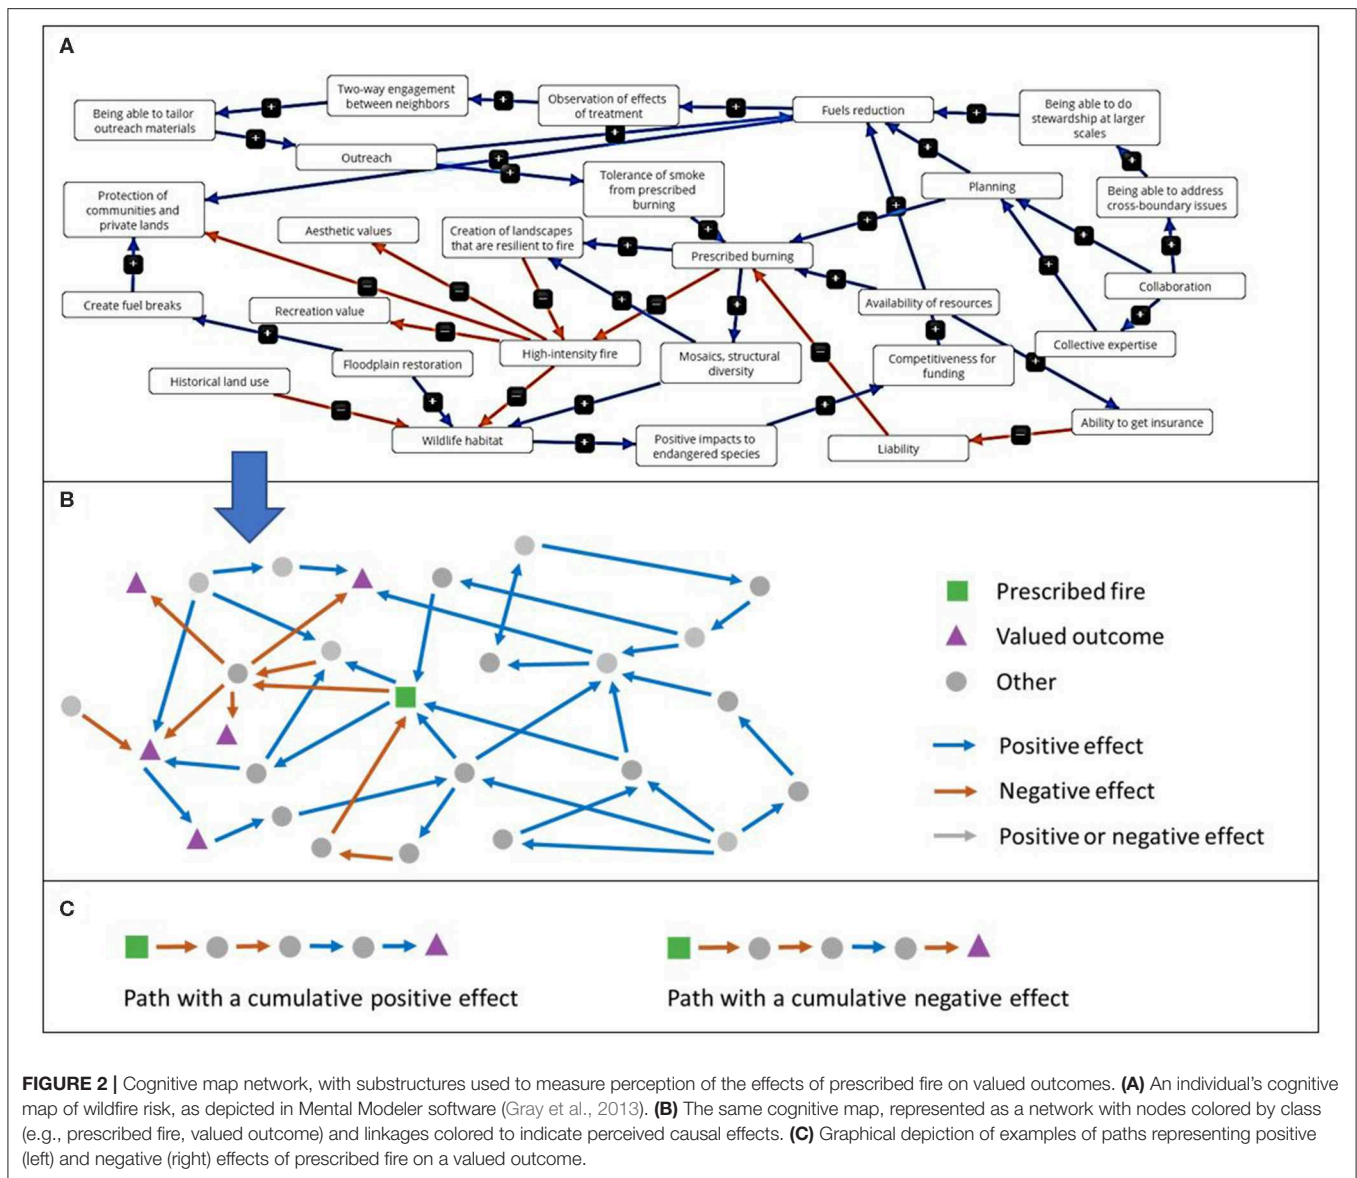 A
Two-way engagement
between neighbors
Observation of effects
of treatment
Fuels reduction
Being able to do
stewardship at larger
scales
Being able to tailor
outreach materials
Outreach
Tolerance of smoke
from prescribed
burning
Planning
Being able to address
cross-boundary issues
Protection of
communities and
private lands
Aesthetic values
Creation of landscapes
that are resilient to fire
Prescribed burning
Collaboration
Create fuel breaks
Recreation value
Availability of resources
High-intensity fire
Mosaics, structural
diversity
Competitiveness for
funding
Collective expertise
Floodplain restoration
Historical land use
Wildlife habitat
Positive impacts to
endangered species
Liability
Ability to get insurance
B
Prescribed fire
Valued outcome
Other
Positive effect
Negative effect
Positive or negative effect
C
Path with a cumulative positive effect
Path with a cumulative negative effect
FIGURE 2 | Cognitive map network, with substructures used to measure perception of the effects of prescribed fire on valued outcomes. (A) An individual's cognitive
map of wildfire risk, as depicted in Mental Modeler software (Gray et al., 2013). (B) The same cognitive map, represented as a network with nodes colored by class
(e.g., prescribed fire, valued outcome) and linkages colored to indicate perceived causal effects. (C) Graphical depiction of examples of paths representing positive
(left) and negative (right) effects of prescribed fire on a valued outcome.